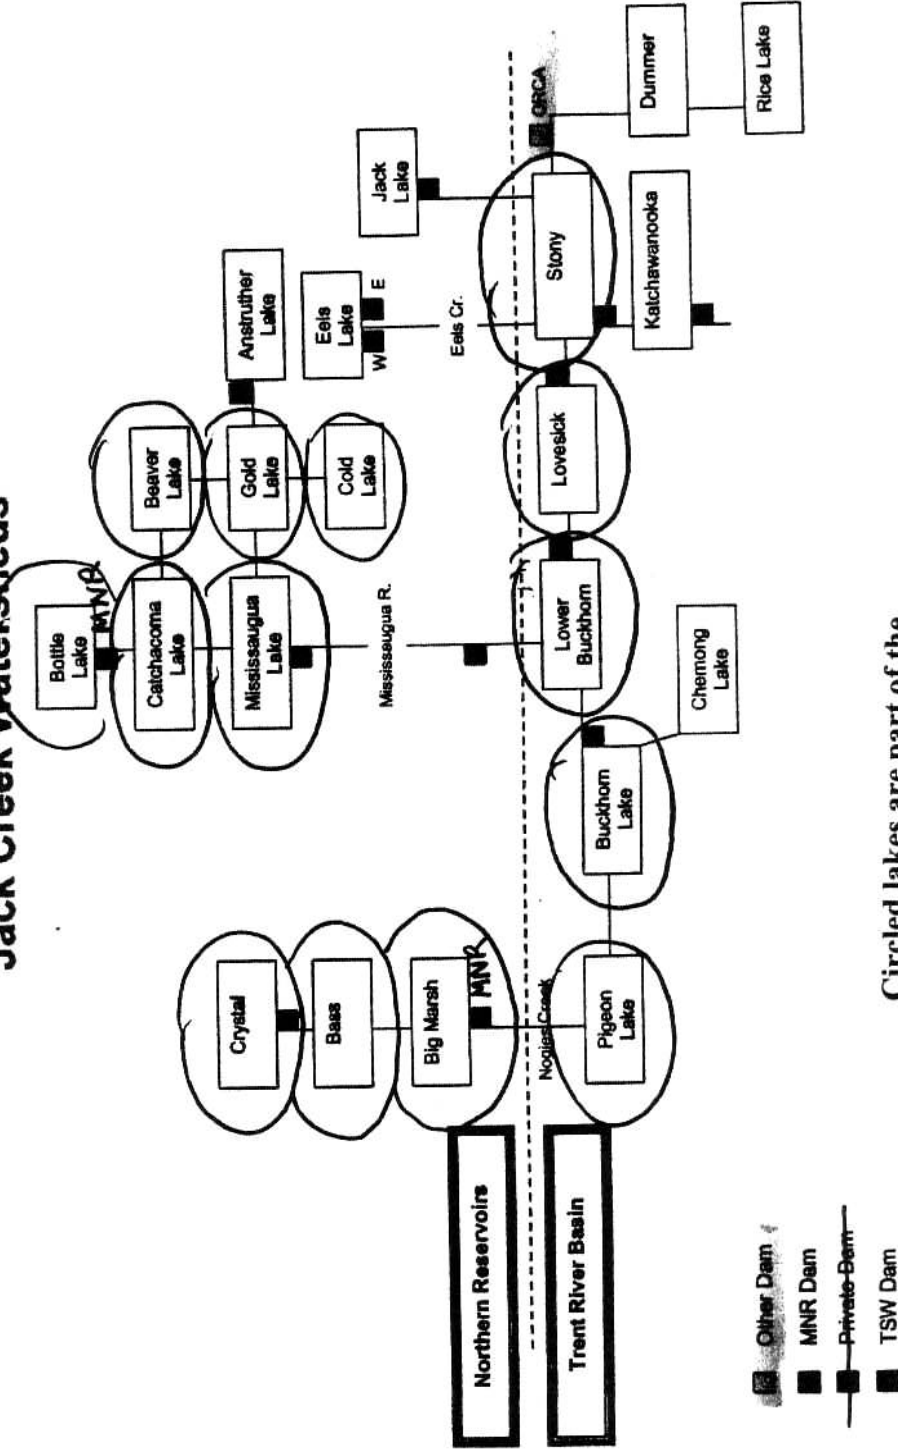 Jack Creek Watersheds
Bottle
Lake
MNR
Catchacoma
Lake
Beaver
Lake
Mississaugua
Lake
Gold
Lake
Anstruther
Lake
Cold
Lake
Eels
Lake
W
E
Jack
Lake
Crystal
Bass
Big Marsh
MNR
Mississaugua R.
Eels Cr.
Northern Reservoirs
Trent River Basin
Nogies Creek
Pigeon
Lake
Buckhorn
Lake
Chemong
Lake
Lower
Buckhorn
Lovesick
Stony
Katchawanooka
ORCA
Dummer
Rice Lake
Other Dam
MNR Dam
Private Dam
TSW Dam
Circled lakes are part of the